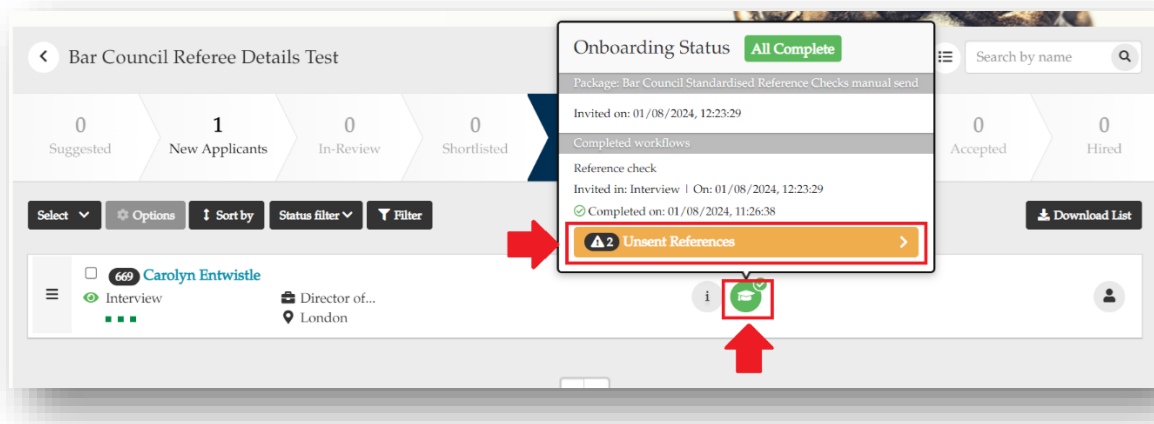 Bar Council Referee Details Test
Search by name
0
Suggested
1
New Applicants
0
In-Review
0
Shortlisted
0
Accepted
0
Hired
Onboarding Status All Complete
Package: Bar Council Standardised Reference Checks manual send
Invited on: 01/08/2024, 12:23:29
Completed workflows
Reference check
Invited in: Interview | On: 01/08/2024, 12:23:29
Completed on: 01/08/2024, 11:26:38
2 Unsent References
Select Options Sort by Status filter Filter
Download List
669 Carolyn Entwistle
Interview
Director of...
London
i